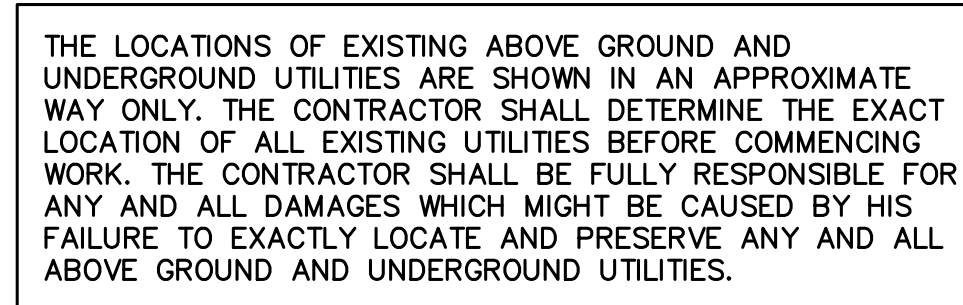 THE LOCATIONS OF EXISTING ABOVE GROUND AND
UNDERGROUND UTILITIES ARE SHOWN IN AN APPROXIMATE
WAY ONLY. THE CONTRACTOR SHALL DETERMINE THE EXACT
LOCATION OF ALL EXISTING UTILITIES BEFORE COMMENCING
WORK. THE CONTRACTOR SHALL BE FULLY RESPONSIBLE FOR
ANY AND ALL DAMAGES WHICH MIGHT BE CAUSED BY HIS
FAILURE TO EXACTLY LOCATE AND PRESERVE ANY AND ALL
ABOVE GROUND AND UNDERGROUND UTILITIES.